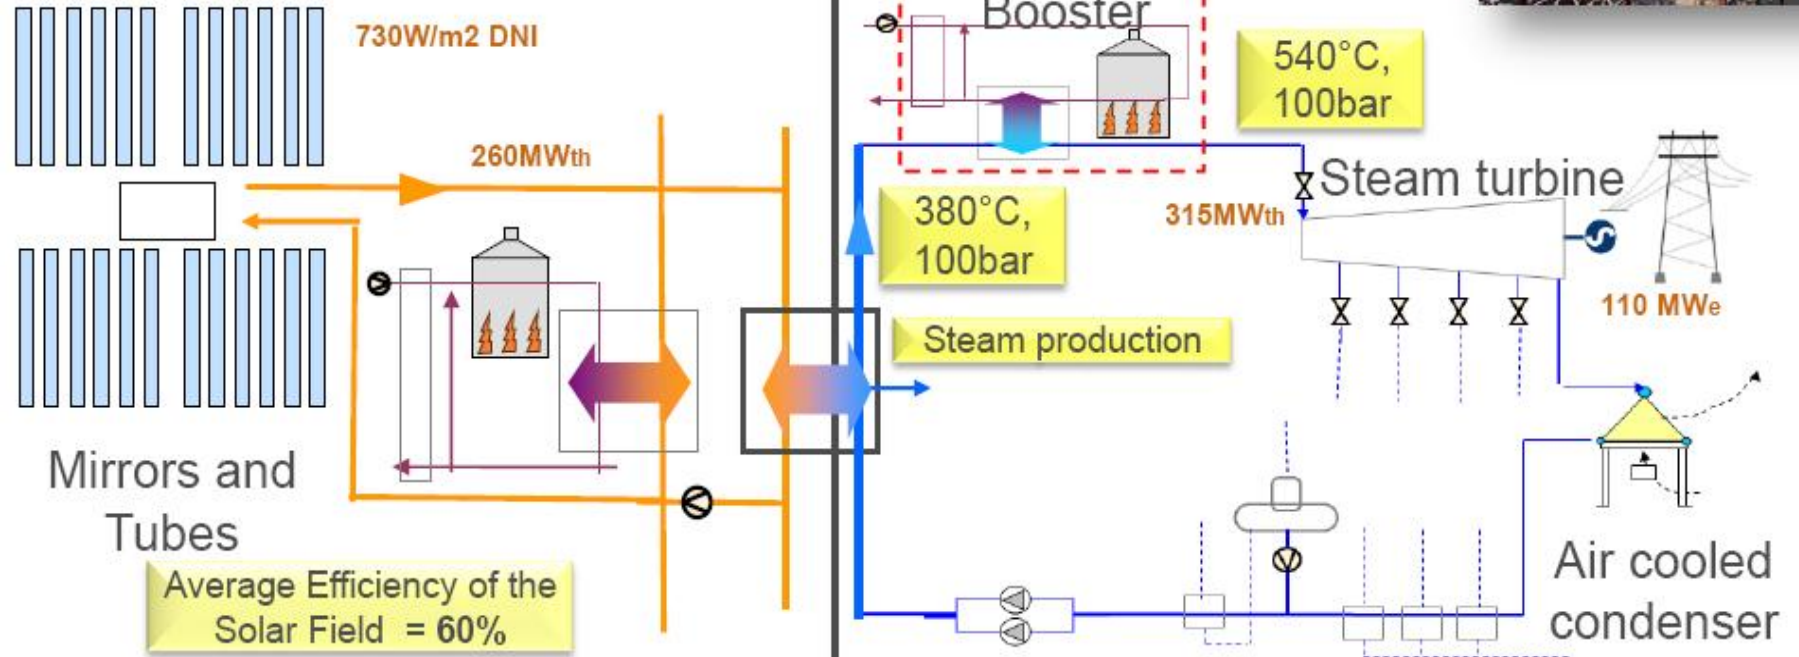 730W/m2 DNI
Booster
540°C,
100bar
260MWth
Steam turbine
315MWth
380°C,
100bar
110 MWe
Steam production
Mirrors and
Tubes
Average Efficiency of the
Solar Field = 60%
Air cooled
condenser